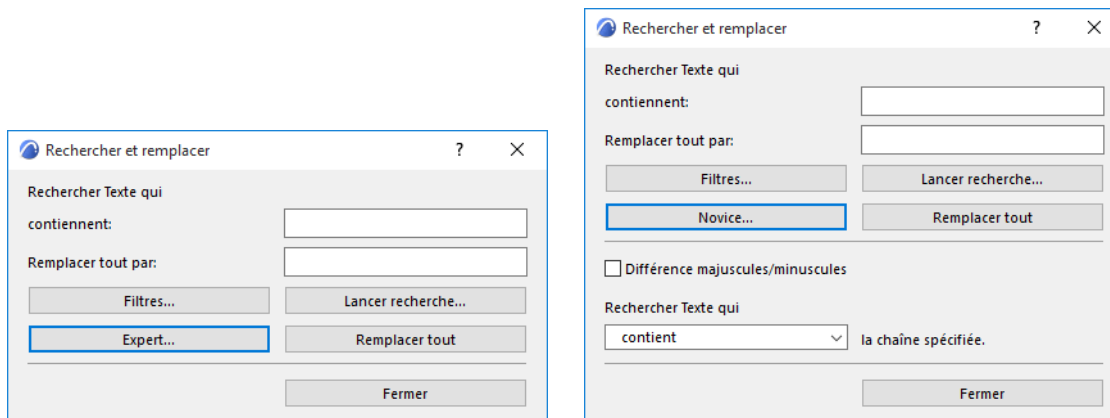 Rechercher et remplacer
Rechercher Texte qui
contiennent:
Remplacer tout par:
Filtres... Lancer recherche...
Expert... Remplacer tout
Fermer
Rechercher et remplacer
Rechercher Texte qui
contiennent:
Remplacer tout par:
Filtres... Lancer recherche...
Novice... Remplacer tout
Différence majuscules/minuscules
Rechercher Texte qui
contient la chaîne spécifiée.
Fermer